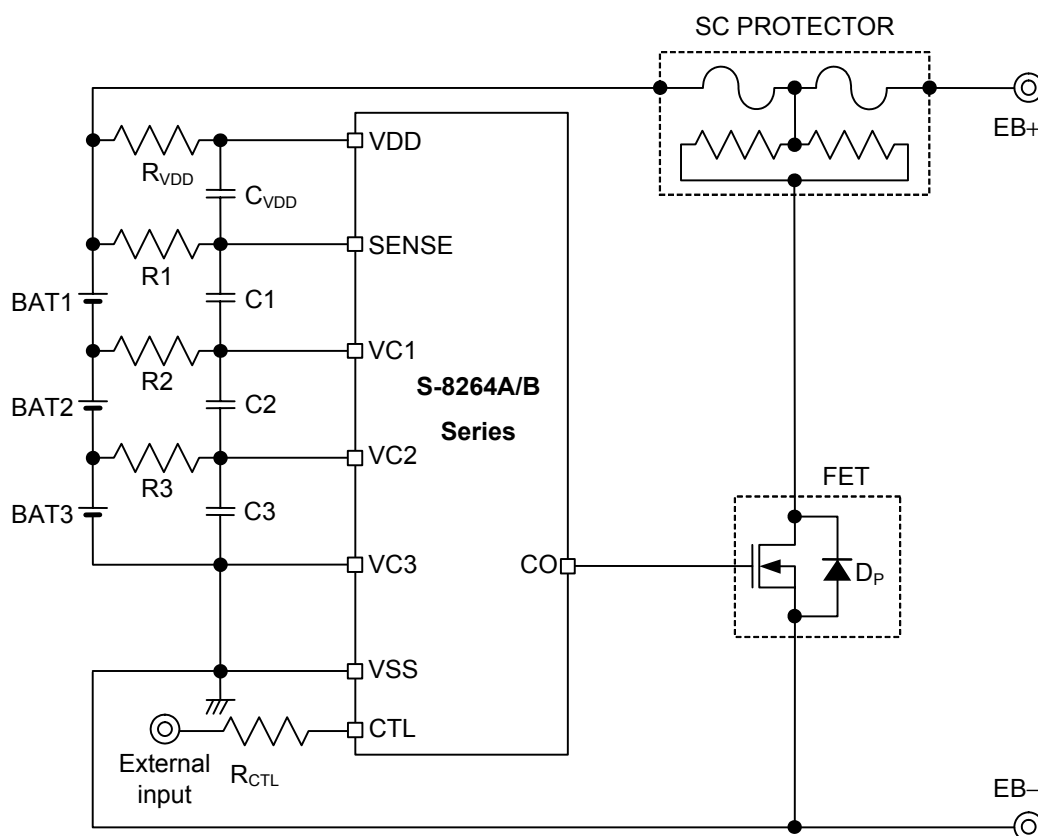 SC PROTECTOR
EB+
VDD
RVDD
CVDD
SENSE
R1
BAT1
C1
VC1
R2
S-8264A/B
Series
BAT2
C2
VC2
R3
FET
BAT3
C3
VC3
CO
DP
VSS
CTL
External
input
RCTL
EB−